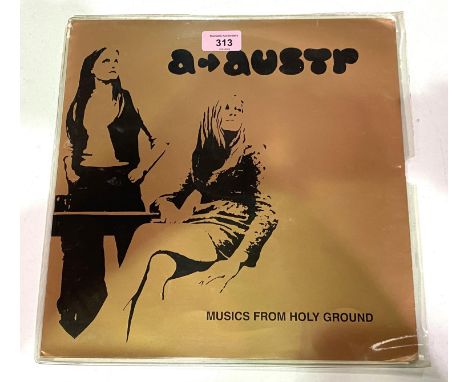 313
a→austr
MUSICS FROM HOLY GROUND